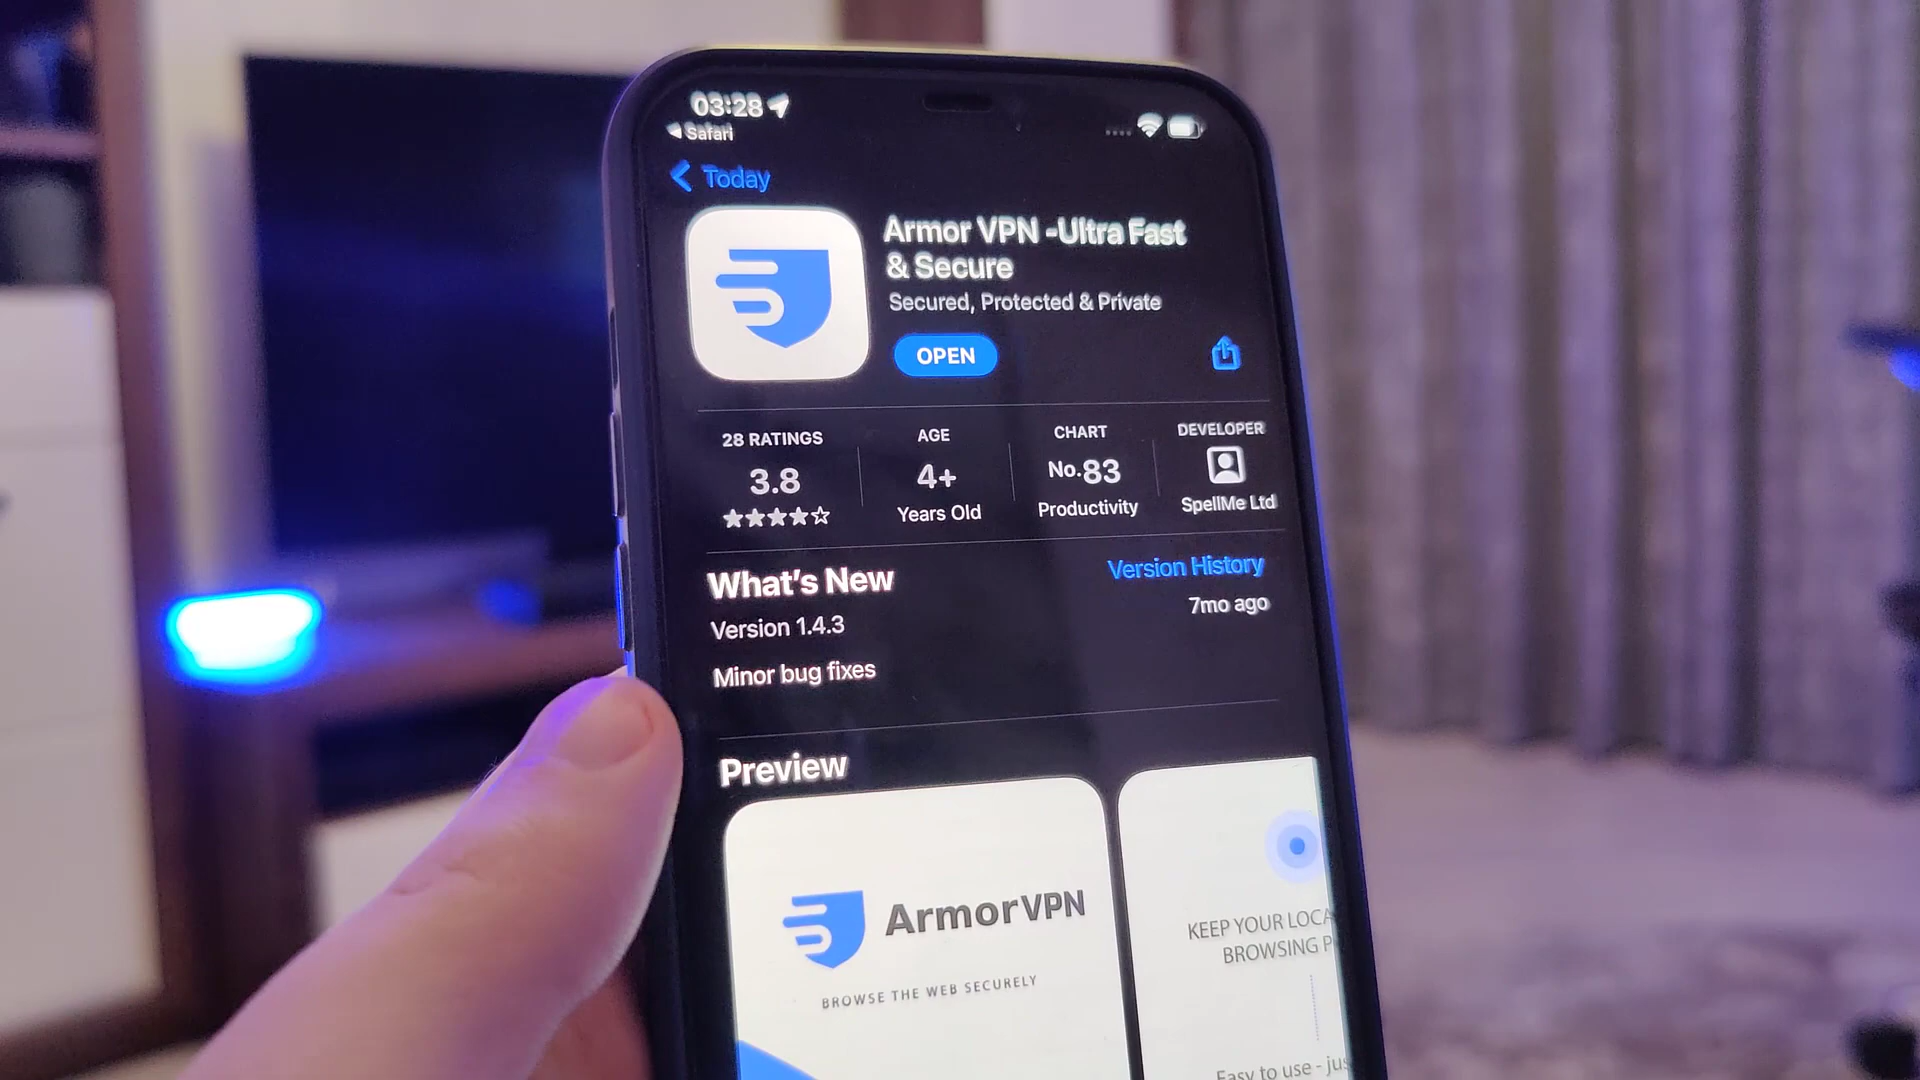 03:28
Safari
Today
Armor VPN -Ultra Fast
& Secure
Secured, Protected & Private
OPEN
28 RATINGS
3.8
AGE
4+
Years Old
CHART
No.83
Productivity
DEVELOPER
SpellMe Ltd
What's New
Version History
Version 1.4.3
7mo ago
Minor bug fixes
Preview
ArmorVPN
BROWSE THE WEB SECURELY
KEEP YOUR LOCA
BROWSING P
Easy to use - jus